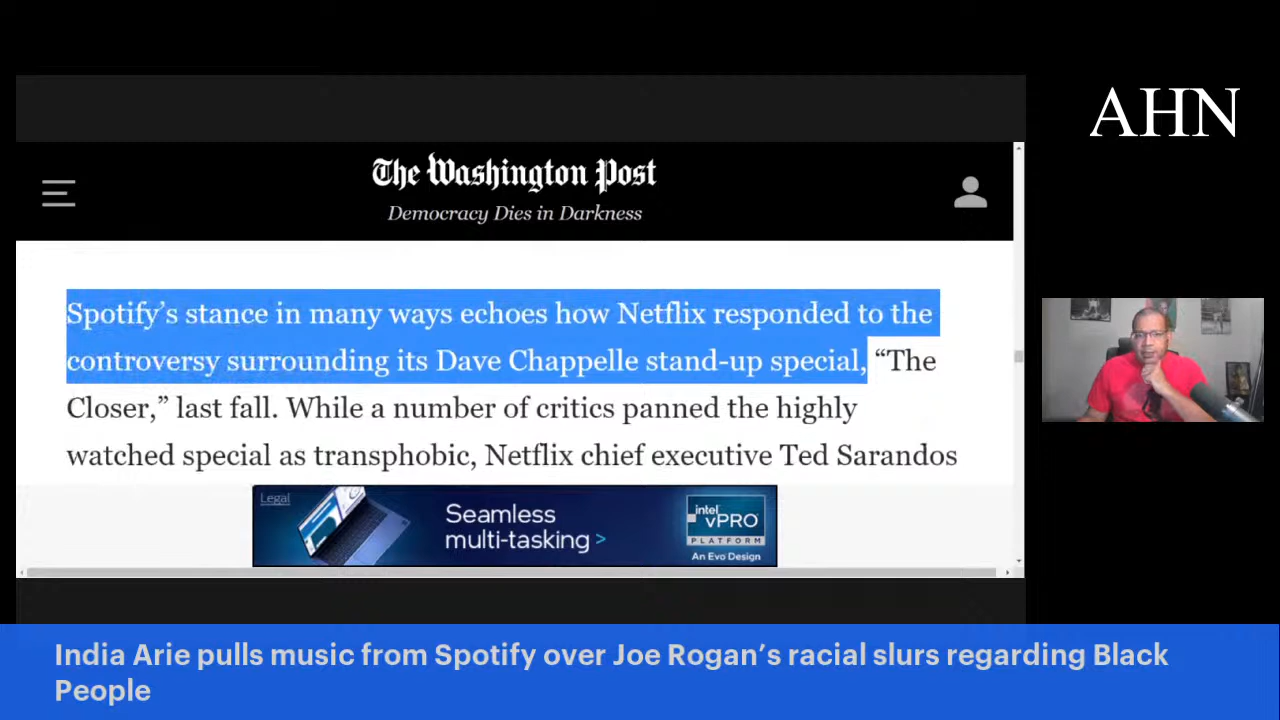 AHN
The Washington Post
Democracy Dies in Darkness
Spotify’s stance in many ways echoes how Netflix responded to the
controversy surrounding its Dave Chappelle stand-up special, “The
Closer,” last fall. While a number of critics panned the highly
watched special as transphobic, Netflix chief executive Ted Sarandos
Legal
Seamless
multi-tasking >
intel
vPRO
PLATFORM
An Evo Design
India Arie pulls music from Spotify over Joe Rogan’s racial slurs regarding Black
People